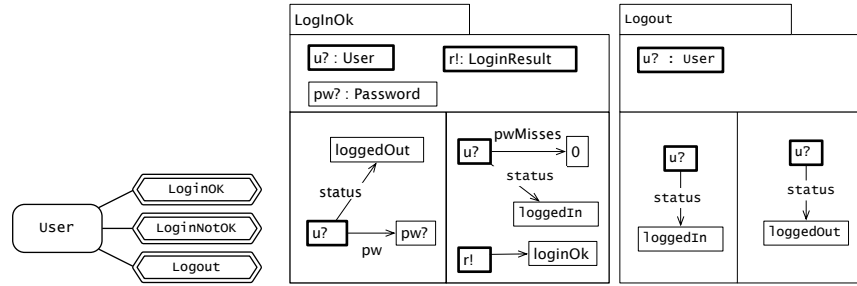 LogInOk
u? : User
r!: LoginResult
pw? : Password
loggedOut
status
u?
pw
pw?
pwMisses
u?
0
status
loggedIn
r!
loginOk
Logout
u? : User
u?
status
loggedIn
u?
status
loggedOut
User
LoginOK
LoginNotOK
Logout